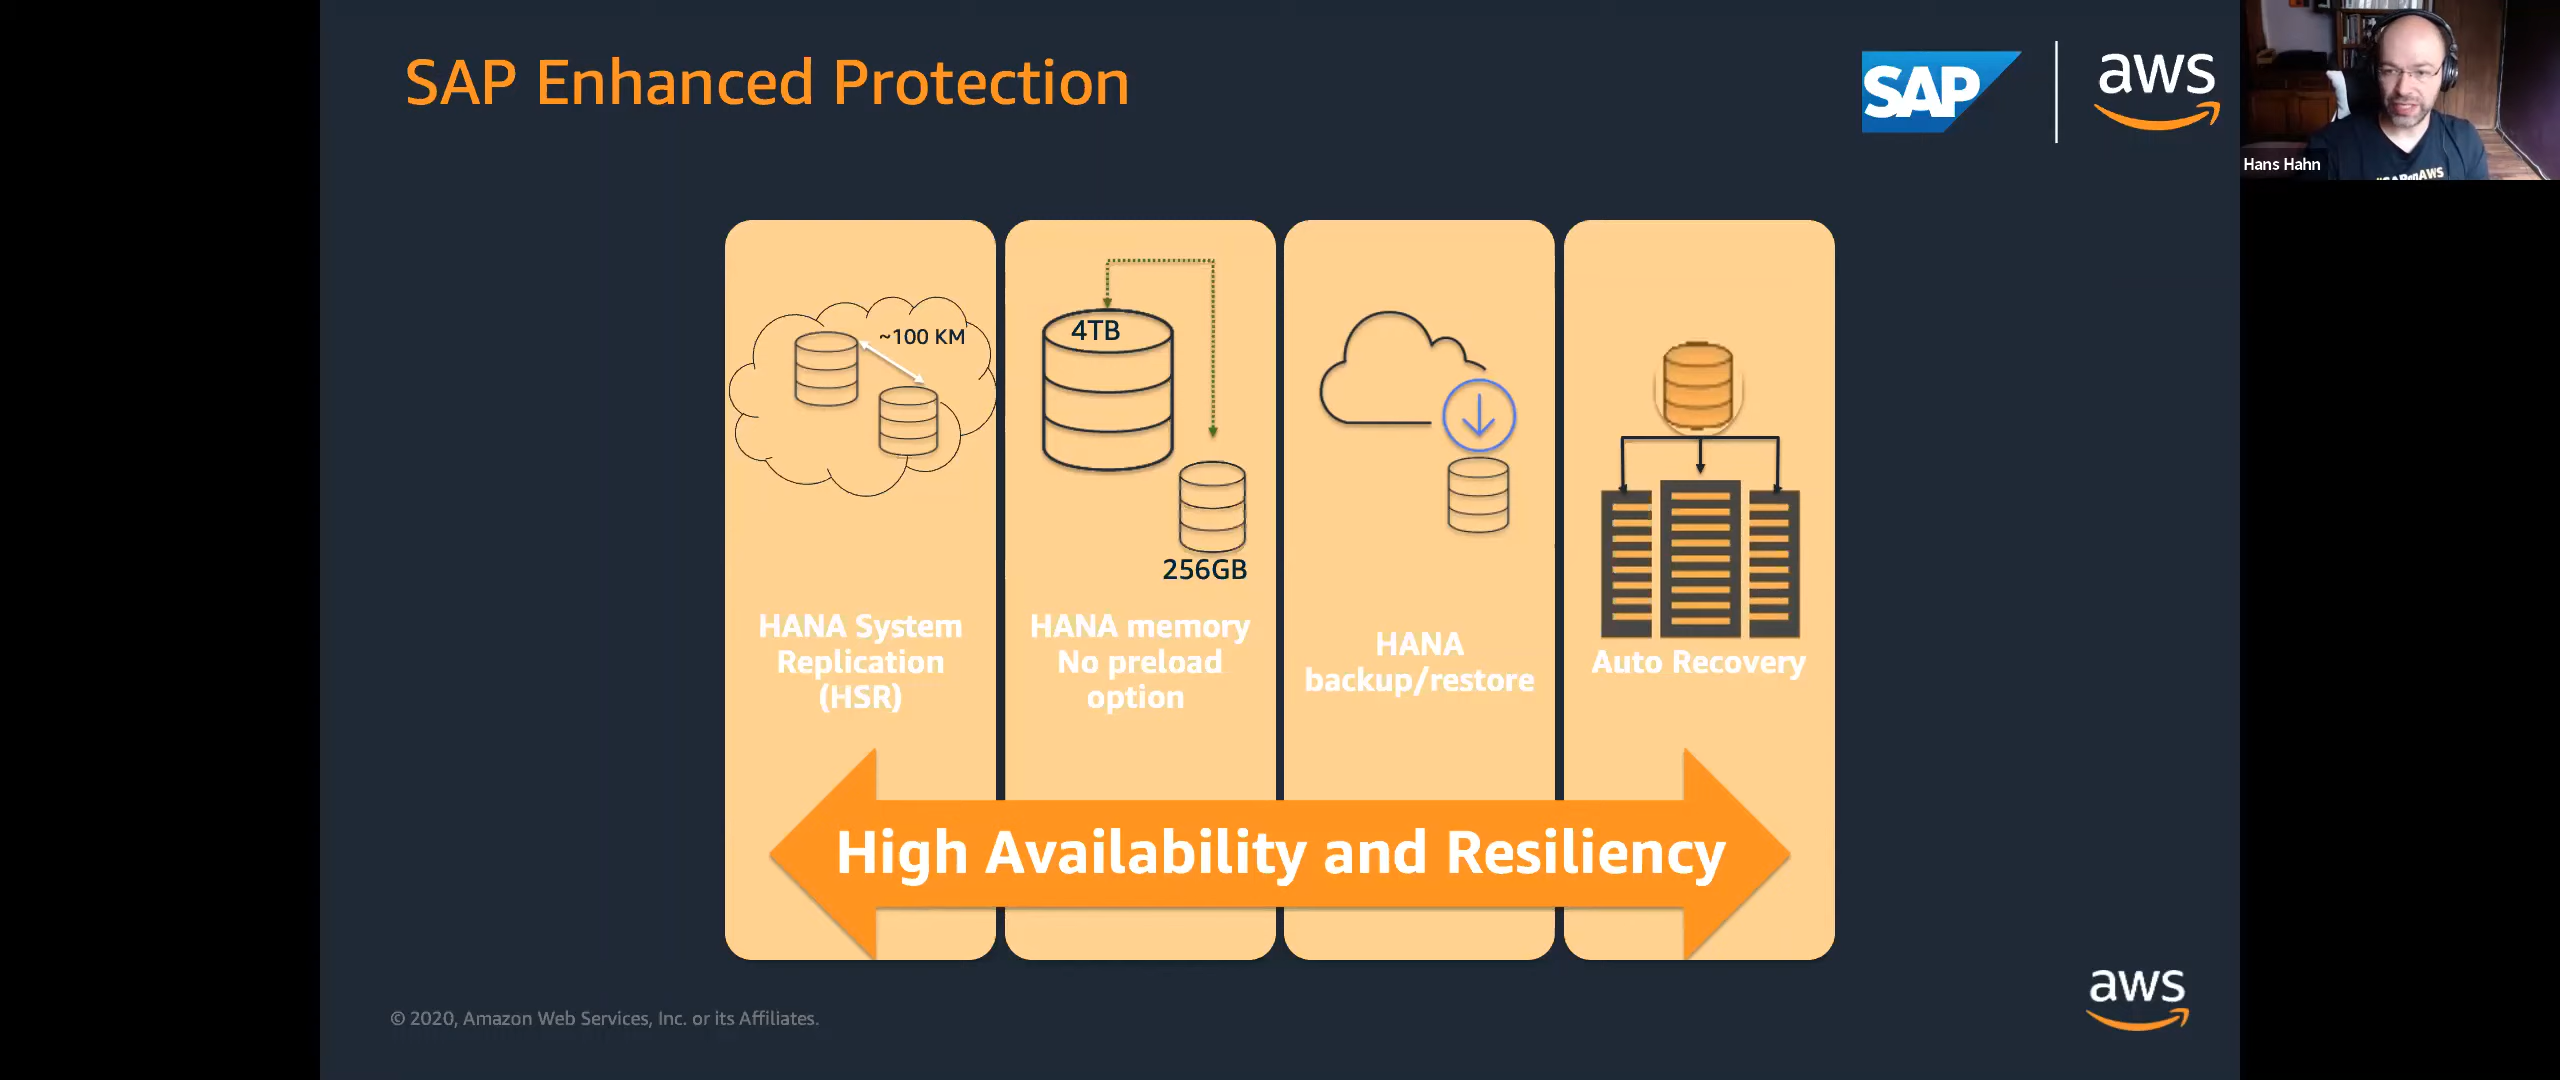 SAP Enhanced Protection
SAP
aws
Hans Hahn
~100 KM
4TB
256GB
HANA System
Replication
(HSR)
HANA memory
No preload
option
HANA
backup/restore
Auto Recovery
High Availability and Resiliency
© 2020, Amazon Web Services, Inc. or its Affiliates.
aws